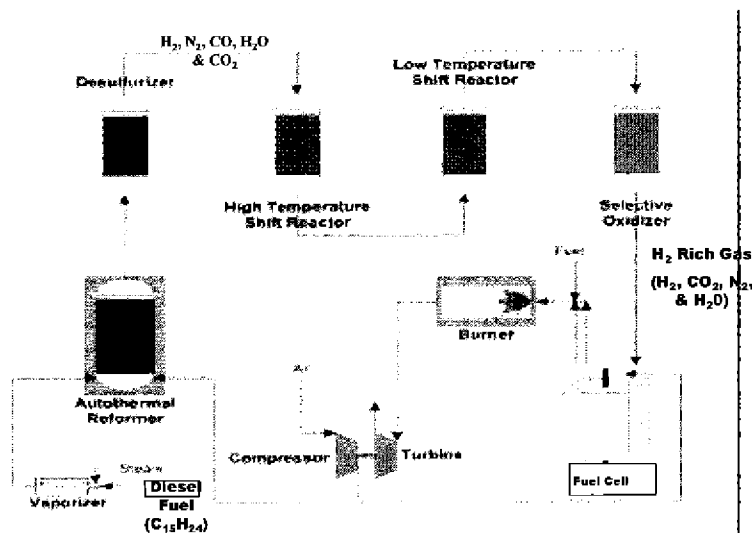 H₂, N₂, CO, H₂O
& CO₂
Desulfurizer
Low Temperature
Shift Reactor
High Temperature
Shift Reactor
Selective
Oxidizer
Fuel
H₂ Rich Gas
(H₂, CO₂, N₂,
& H₂0)
Burner
Air
Autothermal
Reformer
Compressor
Turbine
Steam
Diesel
Fuel
(C₁₅H₂₄)
Vaporizer
Fuel Cell